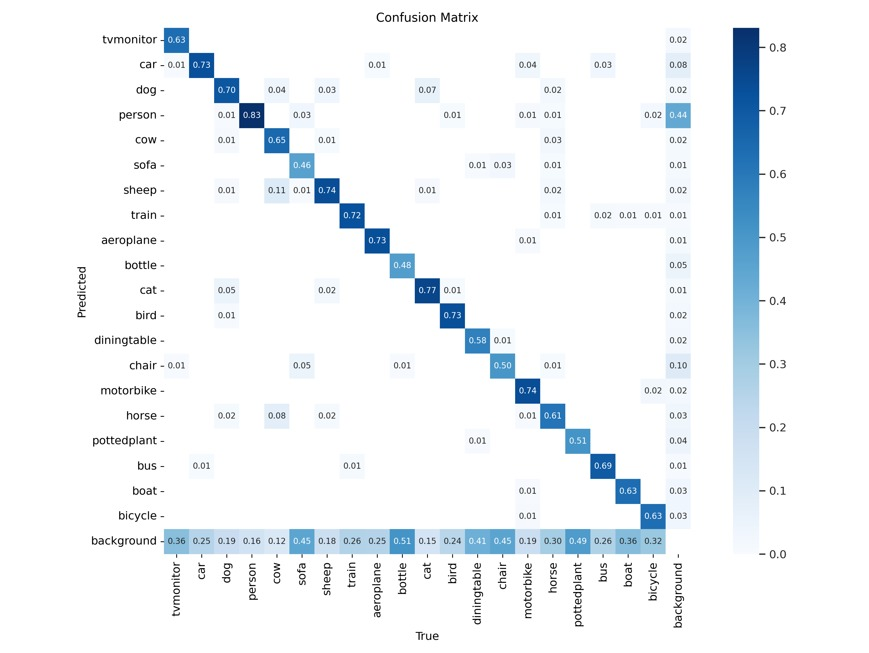 Confusion Matrix
tvmonitor 0.63 0.02
car 0.01 0.73 0.01 0.04 0.03 0.08
dog 0.70 0.04 0.03 0.07 0.02 0.02
person 0.01 0.83 0.03 0.01 0.01 0.01 0.02 0.44
cow 0.01 0.65 0.01 0.03 0.02
sofa 0.46 0.01 0.03 0.01 0.01
sheep 0.01 0.11 0.01 0.74 0.01 0.02 0.02
train 0.72 0.01 0.02 0.01 0.01 0.01
aeroplane 0.73 0.01 0.01
bottle 0.48 0.05
cat 0.05 0.02 0.77 0.01 0.01
bird 0.01 0.73 0.02
diningtable 0.58 0.01 0.02
chair 0.01 0.05 0.01 0.50 0.01 0.10
motorbike 0.74 0.02 0.02
horse 0.02 0.08 0.02 0.01 0.61 0.03
pottedplant 0.01 0.51 0.04
bus 0.01 0.01 0.69 0.01
boat 0.01 0.63 0.03
bicycle 0.01 0.63 0.03
background 0.36 0.25 0.19 0.16 0.12 0.45 0.18 0.26 0.25 0.51 0.15 0.24 0.41 0.45 0.19 0.30 0.49 0.26 0.36 0.32
Predicted
tvmonitor
car
dog
person
cow
sofa
sheep
train
aeroplane
bottle
cat
bird
diningtable
chair
motorbike
horse
pottedplant
bus
boat
bicycle
background
True
0.8
0.7
0.6
0.5
0.4
0.3
0.2
0.1
0.0